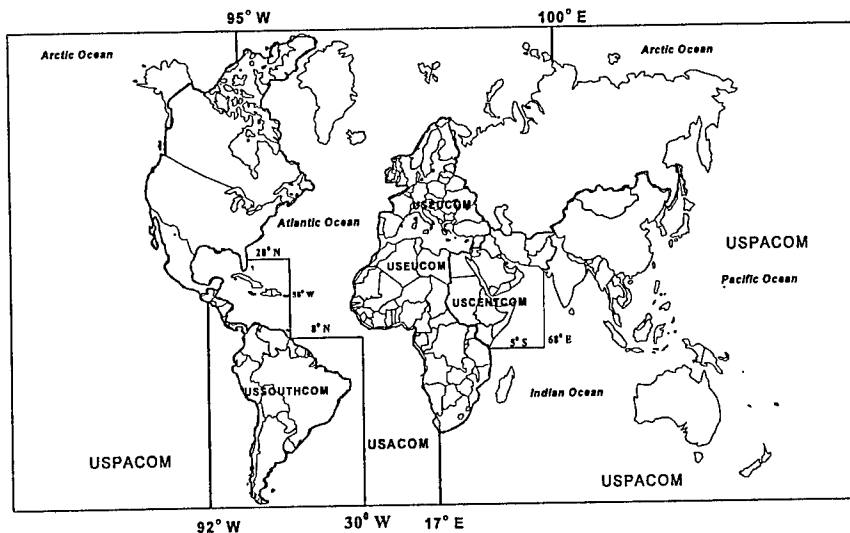 95° W
100° E
Arctic Ocean
Arctic Ocean
USEUCOM
Atlantic Ocean
USPACOM
28° N
USEUCOM
Pacific Ocean
58° W
USCENTCOM
8° N
5° S
68° E
USSOUTHCOM
Indian Ocean
USACOM
USPACOM
USPACOM
92° W
30° W
17° E